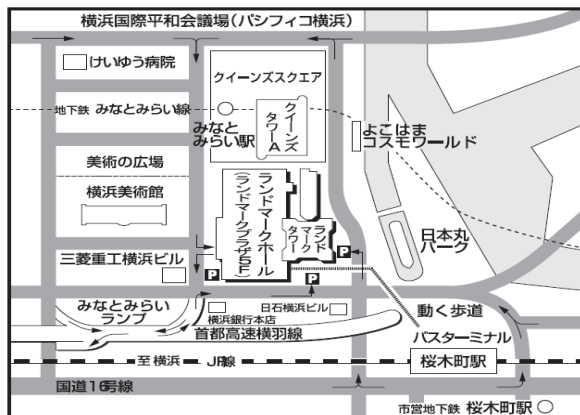 横浜国際平和会議場(パシフィコ横浜)
けいゆう病院
クイーンズスクエア
地下鉄 みなとみらい線
みなと
みらい駅
クイーンズ
タワーA
よこはま
コスモワールド
美術の広場
横浜美術館
ランドマークホール
(ランドマークプラザ5F)
ランド
マーク
タワー
日本丸
パーク
三菱重工横浜ビル
P
P
P
みなとみらい
ランプ
横浜銀行本店
日石横浜ビル
動く歩道
首都高速横羽線
バスターミナル
至横浜
JR線
桜木町駅
国道16号線
市営地下鉄 桜木町駅